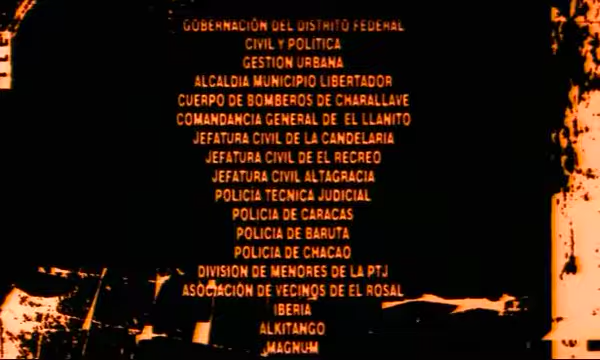 GOBERNACIÓN DEL DISTRITO FEDERAL
CIVIL Y POLÍTICA
GESTION URBANA
ALCALDIA MUNICIPIO LIBERTADOR
CUERPO DE BOMBEROS DE CHARALLAVE
COMANDANCIA GENERAL DE EL LLANITO
JEFATURA CIVIL DE LA CANDELARIA
JEFATURA CIVIL DE EL RECREO
JEFATURA CIVIL ALTAGRACIA
POLICÍA TECNICA JUDICIAL
POLICIA DE CARACAS
POLICIA DE BARUTA
POLICIA DE CHACAO
DIVISION DE MENORES DE LA PTJ
ASOCIACIÓN DE VECINOS DE EL ROSAL
IBERIA
ALKITANGO
MAGNUM